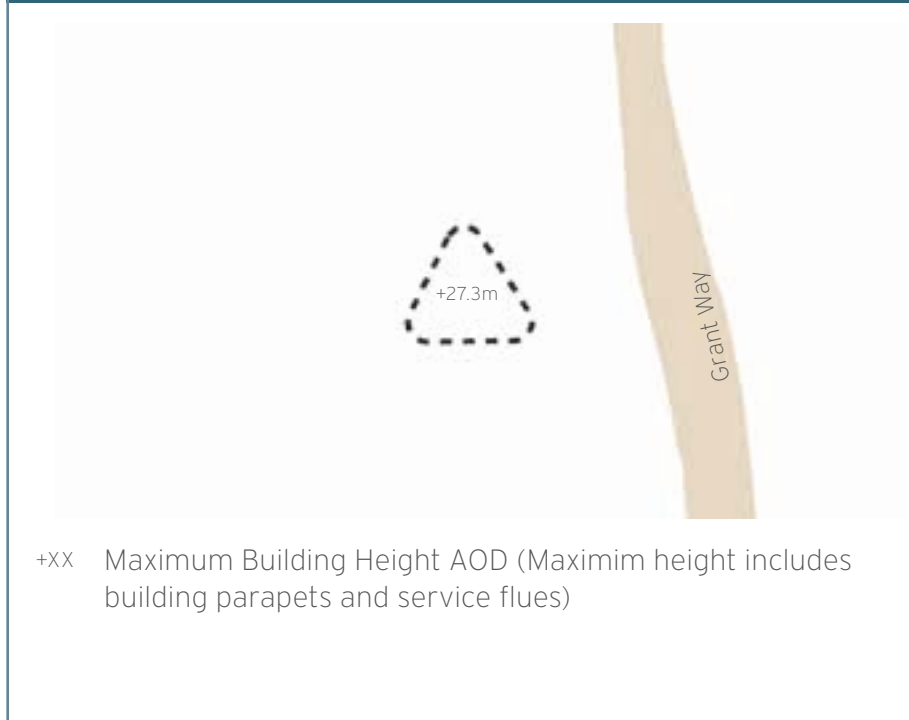 +27.3m
Grant Way
+XX Maximum Building Height AOD (Maximim height includes
building parapets and service flues)